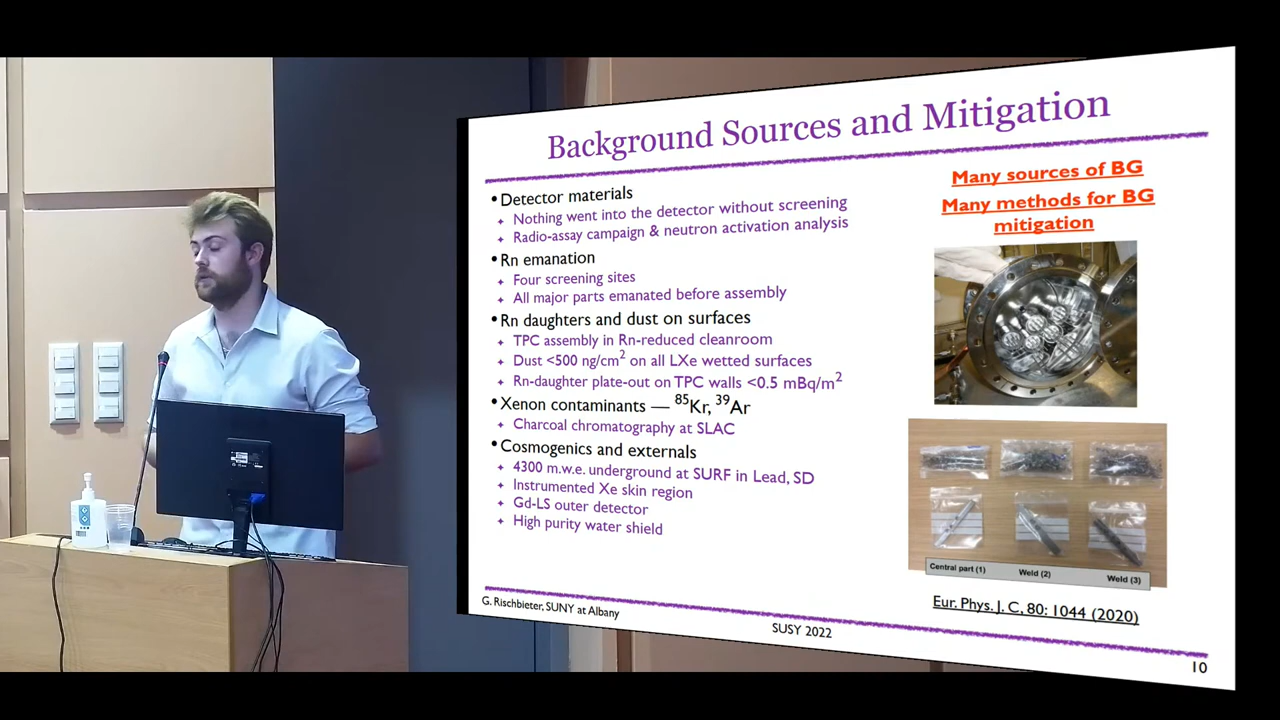 Background Sources and Mitigation
• Detector materials
Nothing went into the detector without screening
Radio-assay campaign & neutron activation analysis
• Rn emanation
Four screening sites
All major parts emanated before assembly
• Rn daughters and dust on surfaces
TPC assembly in Rn-reduced cleanroom
Dust <500 ng/cm² on all LXe wetted surfaces
Rn-daughter plate-out on TPC walls <0.5 mBq/m²
• Xenon contaminants — ⁸⁵Kr, ³⁹Ar
Charcoal chromatography at SLAC
• Cosmogenics and externals
4300 m.w.e. underground at SURF in Lead, SD
Instrumented Xe skin region
Gd-LS outer detector
High purity water shield
Many sources of BG
Many methods for BG
mitigation
Central part (1) Weld (2) Weld (3)
Eur. Phys. J. C, 80: 1044 (2020)
G. Rischbieter, SUNY at Albany
SUSY 2022
10